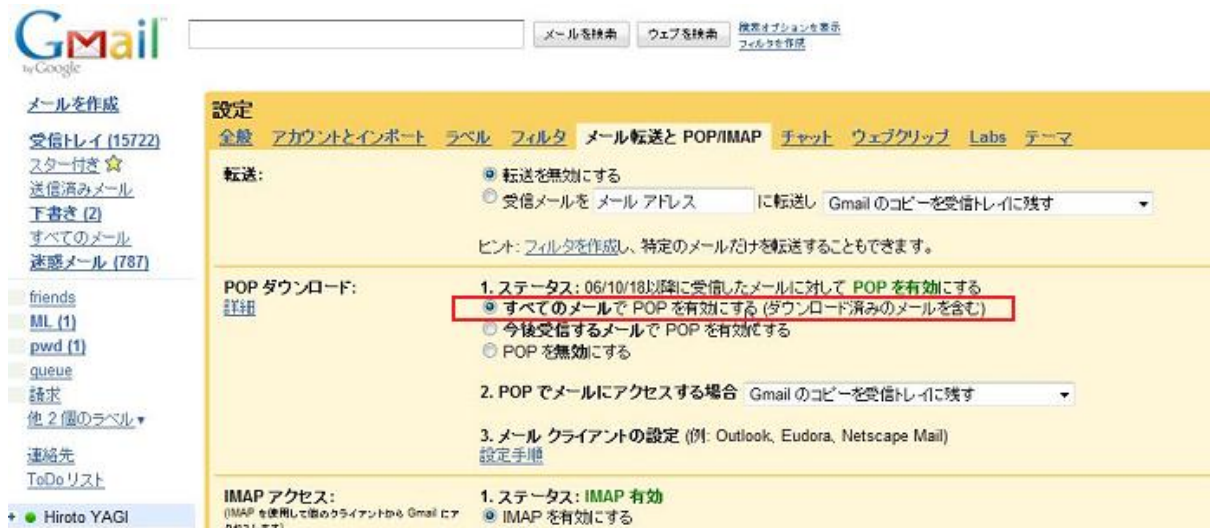 Gmail
by Google
メールを検索 ウェブを検索 検索オプションを表示
フィルタを作成
メールを作成
受信トレイ (15722)
スター付き
送信済みメール
下書き (2)
すべてのメール
迷惑メール (787)
friends
ML (1)
pwd (1)
queue
請求
他 2 個のラベル▼
連絡先
ToDo リスト
Hiroto YAGI
設定
全般 アカウントとインポート ラベル フィルタ メール転送と POP/IMAP チャット ウェブクリップ Labs テーマ
転送:
転送を無効にする
受信メールを メール アドレス に転送し Gmail のコピーを受信トレイに残す
ヒント: フィルタを作成し、特定のメールだけを転送することもできます。
POP ダウンロード:
詳細
1. ステータス: 06/10/18以降に受信したメールに対して POP を有効にする
すべてのメールで POP を有効にする (ダウンロード済みのメールを含む)
今後受信するメールで POP を有効にする
POP を無効にする
2. POP でメールにアクセスする場合 Gmail のコピーを受信トレイに残す
3. メール クライアントの設定 (例: Outlook, Eudora, Netscape Mail)
設定手順
IMAP アクセス:
(IMAP を使用して他のクライアントから Gmail にア
1. ステータス: IMAP 有効
IMAP を有効にする